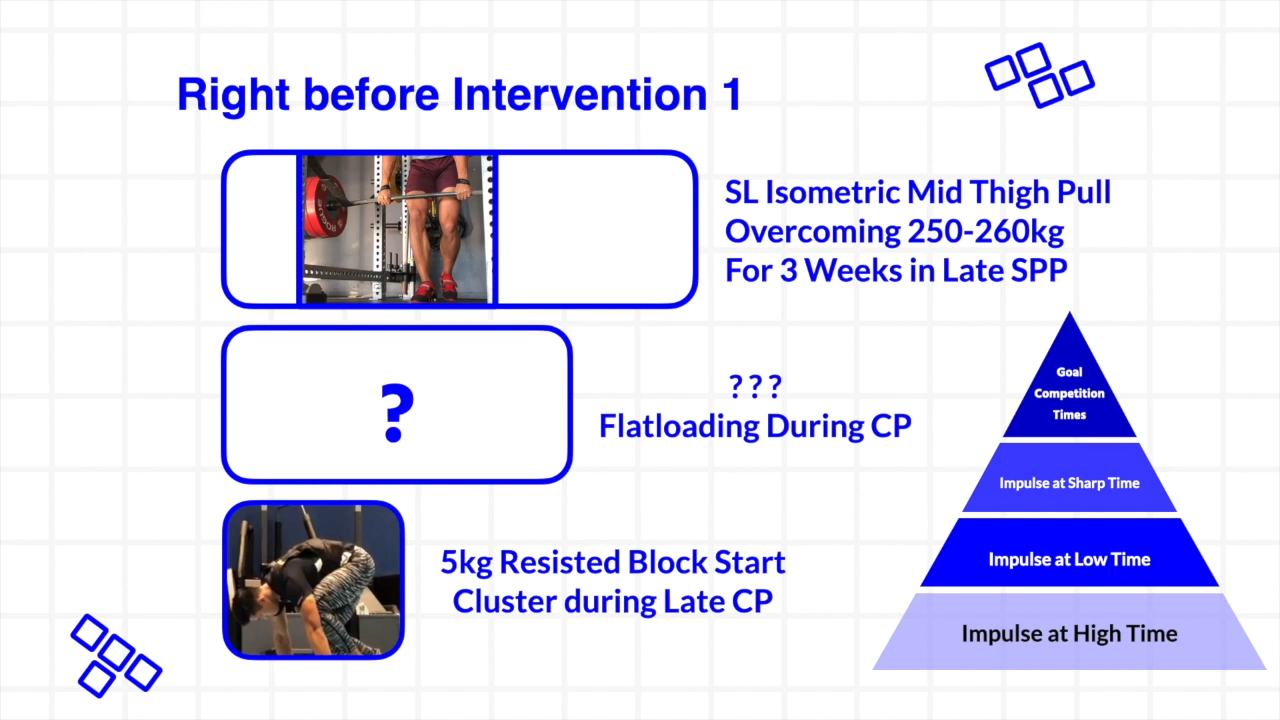 Right before Intervention 1
SL Isometric Mid Thigh Pull
Overcoming 250-260kg
For 3 Weeks in Late SPP
?
? ? ?
Flatloading During CP
5kg Resisted Block Start
Cluster during Late CP
Goal
Competition
Times
Impulse at Sharp Time
Impulse at Low Time
Impulse at High Time
ROGUE